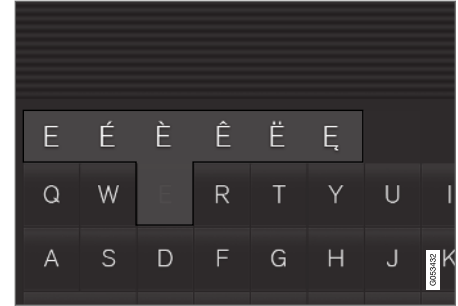 E É È Ê Ë Ę
Q W E R T Y U I
A S D F G H J K
G053432